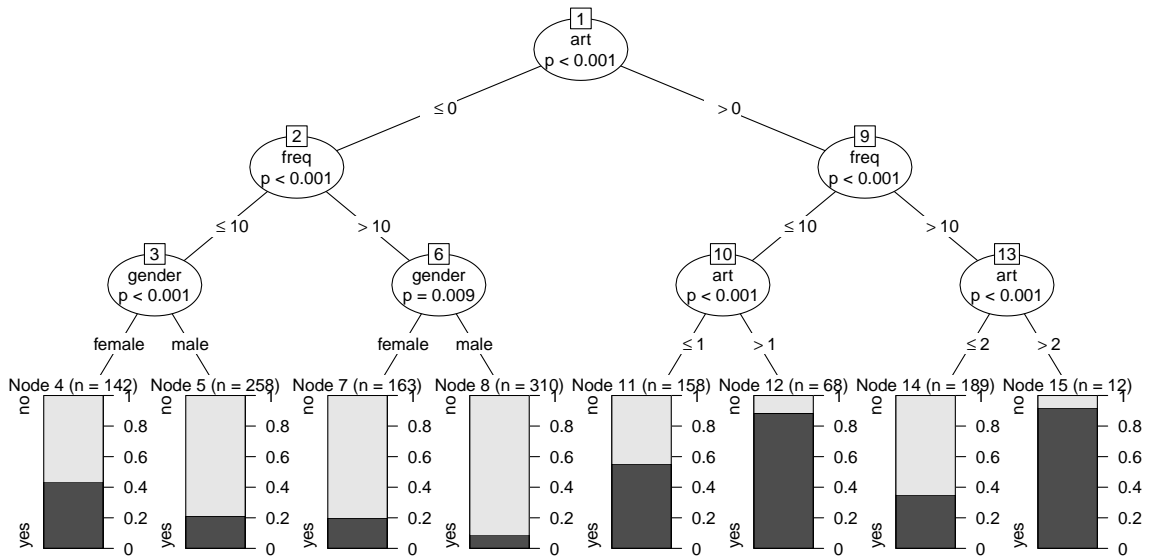 1
art
p < 0.001
≤ 0
> 0
2
freq
p < 0.001
9
freq
p < 0.001
≤ 10
> 10
≤ 10
> 10
3
gender
p < 0.001
6
gender
p = 0.009
10
art
p < 0.001
13
art
p < 0.001
female
male
female
male
≤ 1
> 1
≤ 2
> 2
Node 4 (n = 142)
no
yes
1
0.8
0.6
0.4
0.2
0
Node 5 (n = 258)
no
yes
1
0.8
0.6
0.4
0.2
0
Node 7 (n = 163)
no
yes
1
0.8
0.6
0.4
0.2
0
Node 8 (n = 310)
no
yes
1
0.8
0.6
0.4
0.2
0
Node 11 (n = 158)
no
yes
1
0.8
0.6
0.4
0.2
0
Node 12 (n = 68)
no
yes
1
0.8
0.6
0.4
0.2
0
Node 14 (n = 189)
no
yes
1
0.8
0.6
0.4
0.2
0
Node 15 (n = 12)
no
yes
1
0.8
0.6
0.4
0.2
0